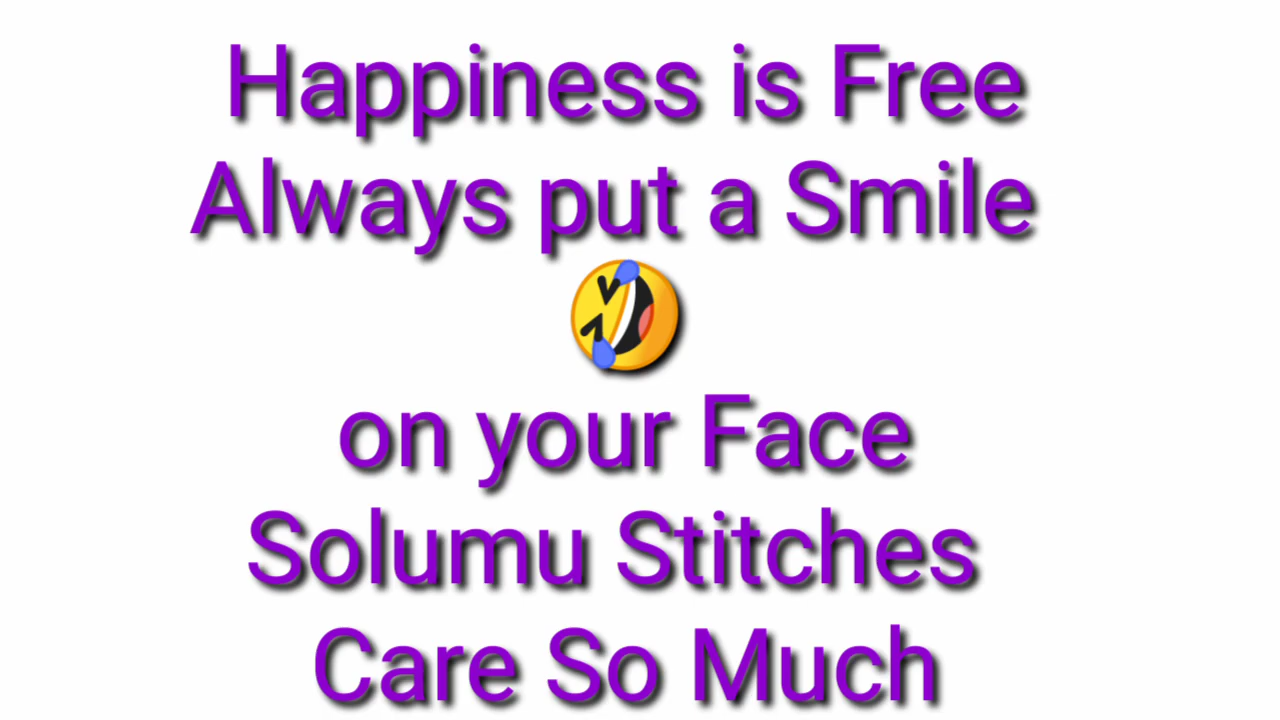 Happiness is Free
Always put a Smile
🤣
on your Face
Solumu Stitches
Care So Much